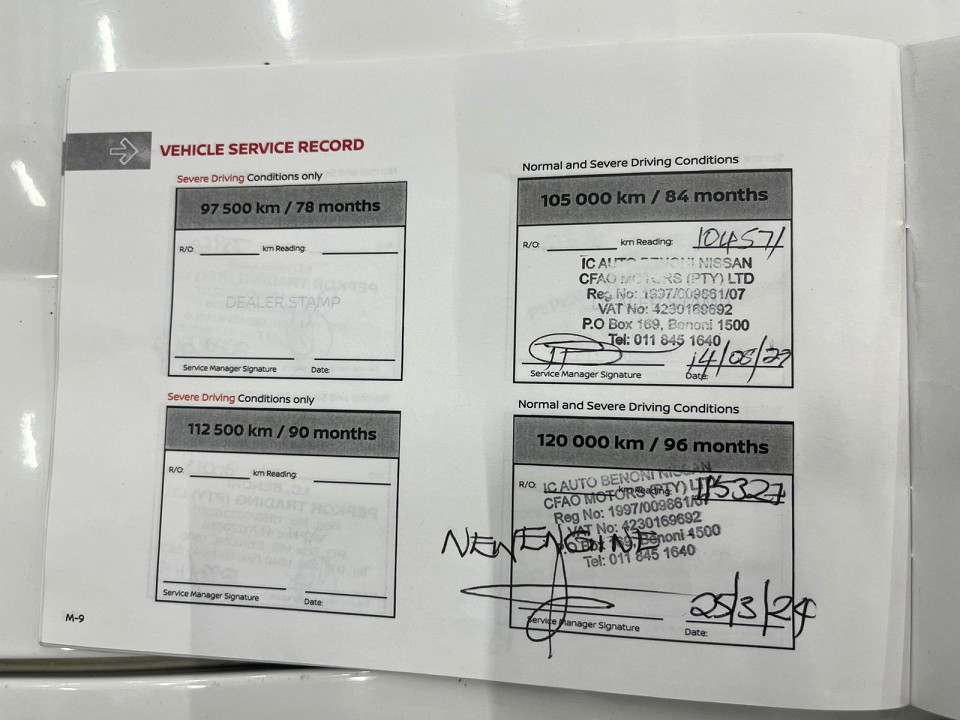 VEHICLE SERVICE RECORD
Severe Driving Conditions only
97 500 km / 78 months
R/O: km Reading:
DEALER STAMP
Service Manager Signature Date:
Severe Driving Conditions only
112 500 km / 90 months
R/O: km Reading:
Service Manager Signature Date:
M-9
Normal and Severe Driving Conditions
105 000 km / 84 months
R/O: km Reading: 104571
IC AUTO BENONI NISSAN
CFAO MOTORS (PTY) LTD
Reg No: 1997/009861/07
VAT No: 4230169692
P.O Box 169, Benoni 1500
Tel: 011 845 1640
14/08/
Service Manager Signature Date:
Normal and Severe Driving Conditions
120 000 km / 96 months
R/O: km Reading: 115327
IC AUTO BENONI NISSAN
CFAO MOTORS (PTY) LTD
Reg No: 1997/009861/07
VAT No: 4230169692
Box 169, Benoni 1500
Tel: 011 845 1640
NEW ENGINE
25/3/24
Service Manager Signature Date: